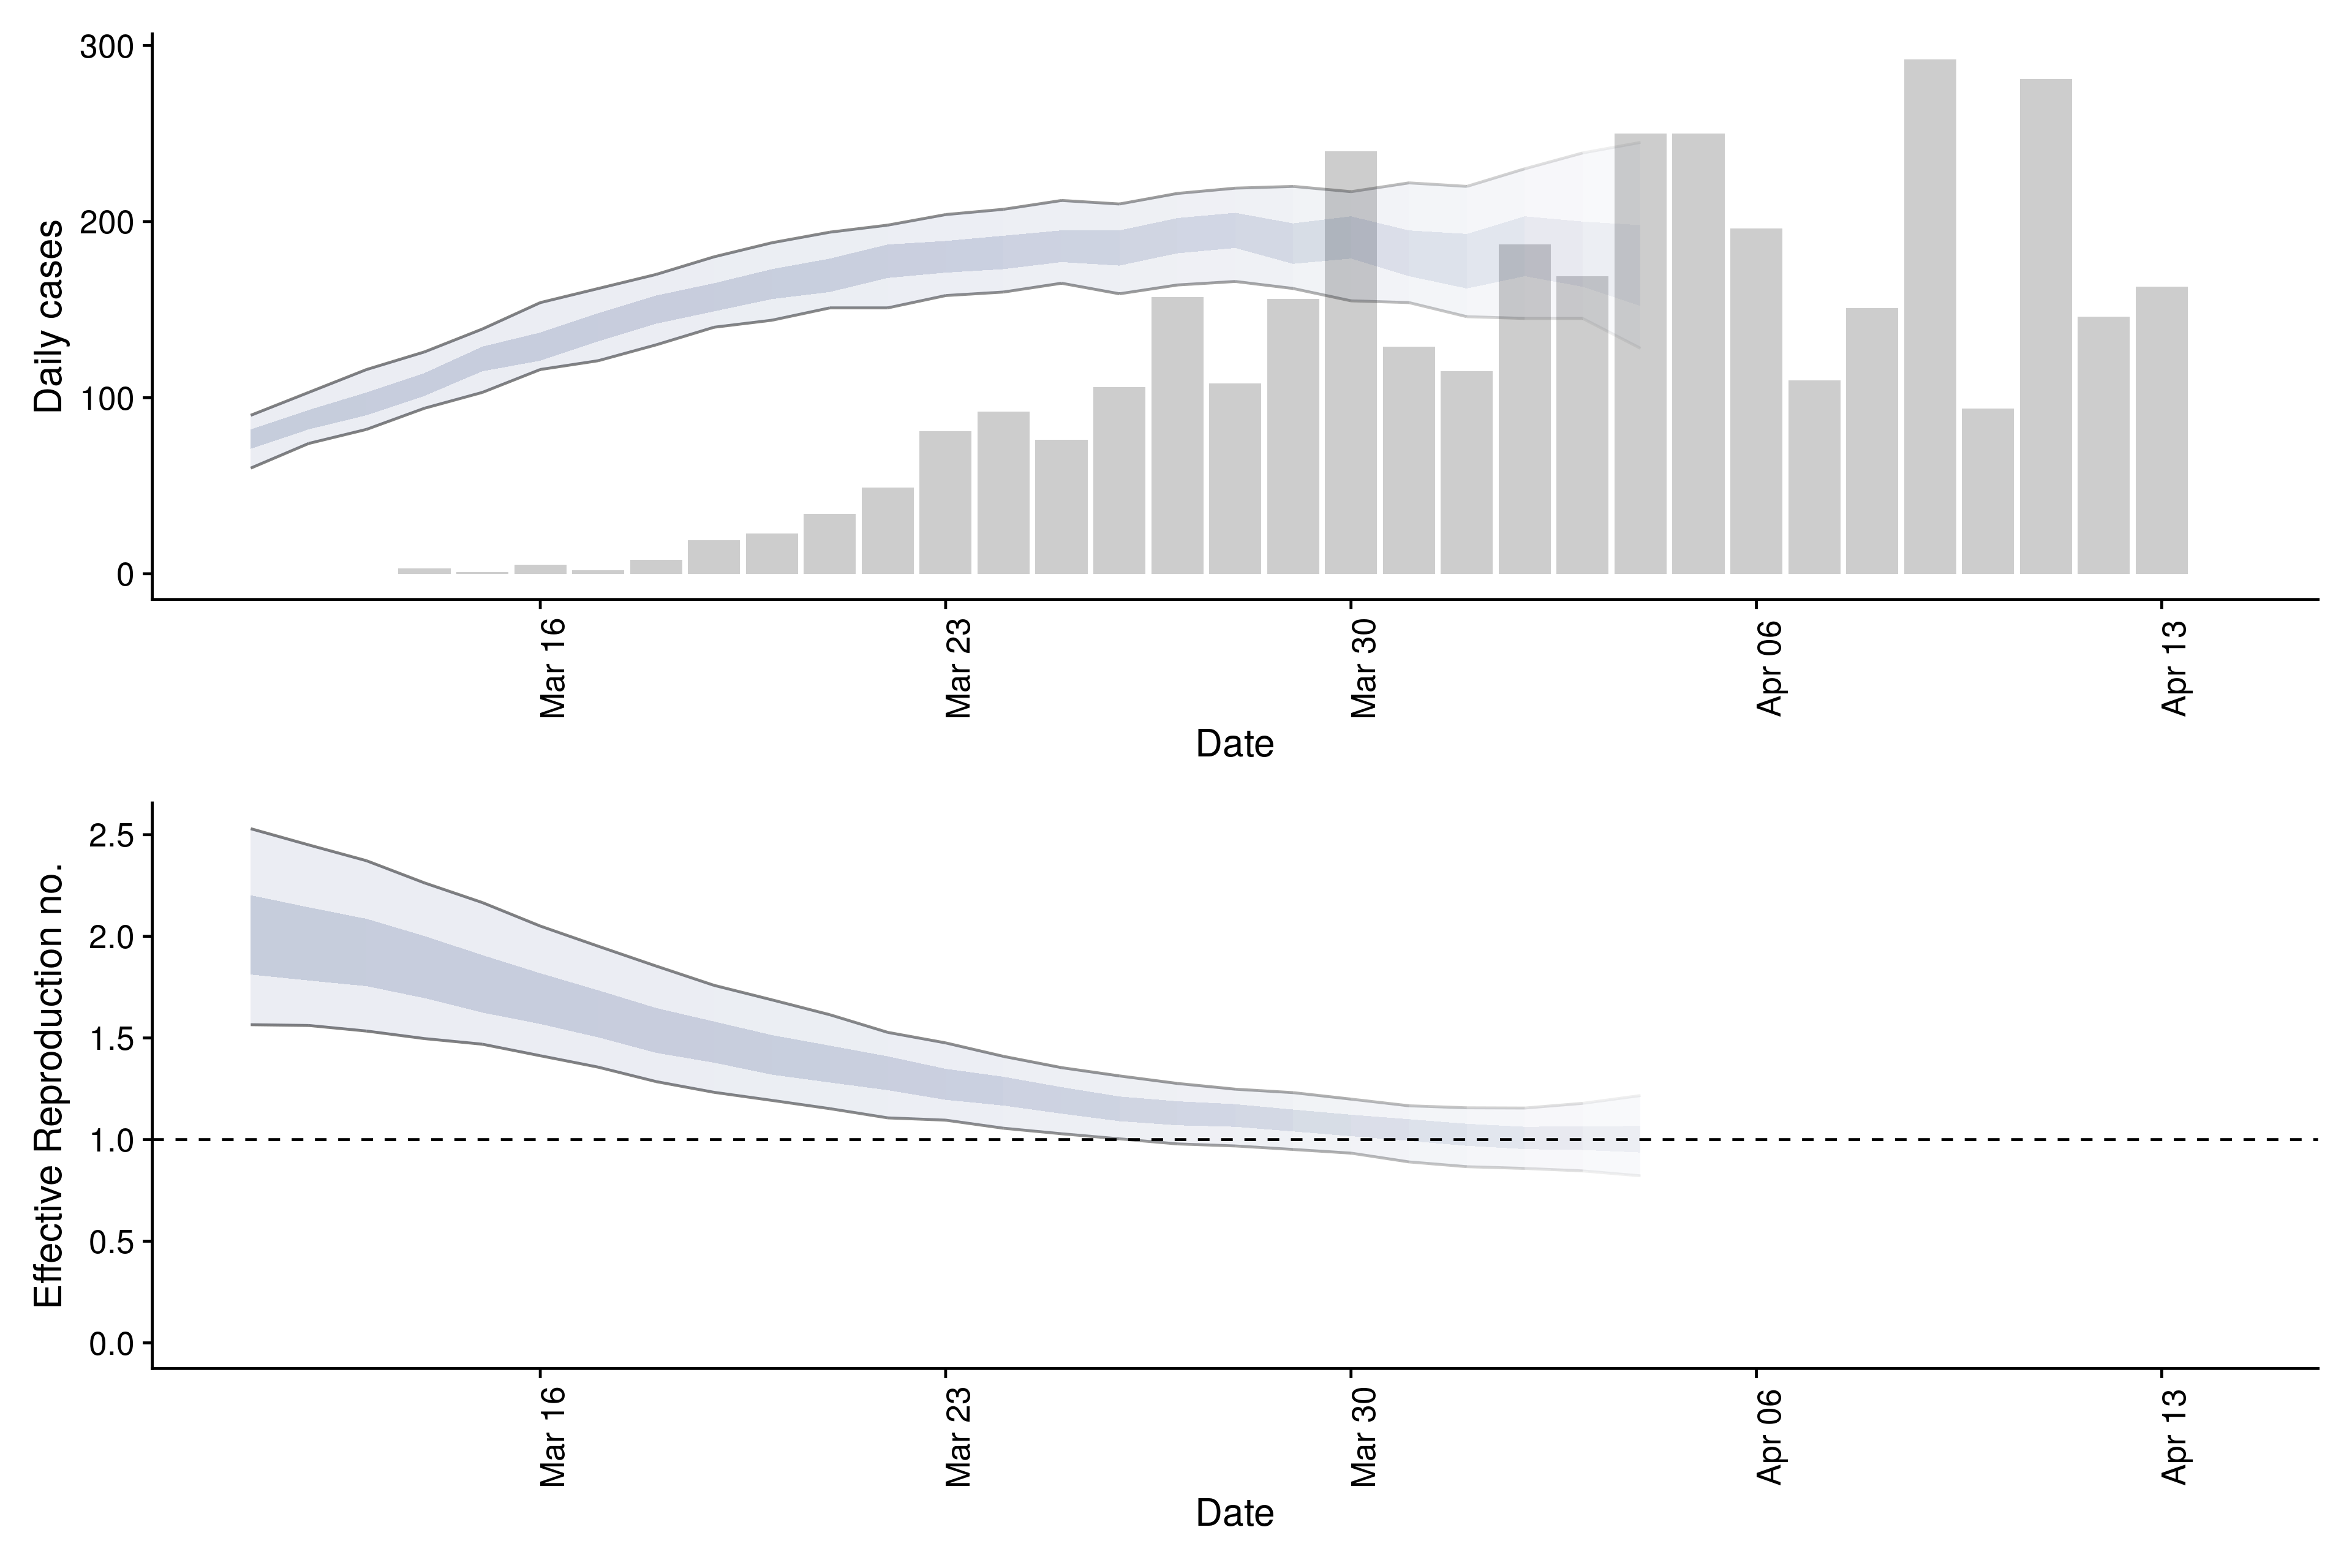 Daily cases
300
200
100
0
Mar 16
Mar 23
Mar 30
Apr 06
Apr 13
Date
Effective Reproduction no.
2.5
2.0
1.5
1.0
0.5
0.0
Mar 16
Mar 23
Mar 30
Apr 06
Apr 13
Date